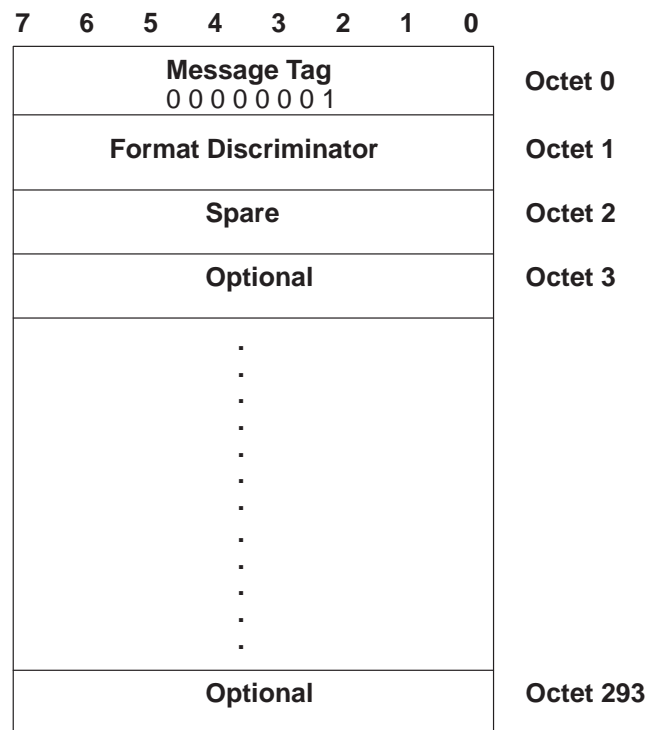 7 6 5 4 3 2 1 0
Message Tag
0 0 0 0 0 0 0 1
Octet 0
Format Discriminator
Octet 1
Spare
Octet 2
Optional
Octet 3
.
.
.
.
.
.
.
.
.
.
.
.
Optional
Octet 293